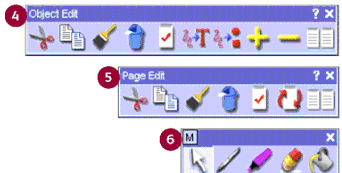 4 Object Edit ? X
T
5 Page Edit ? X
6 M X